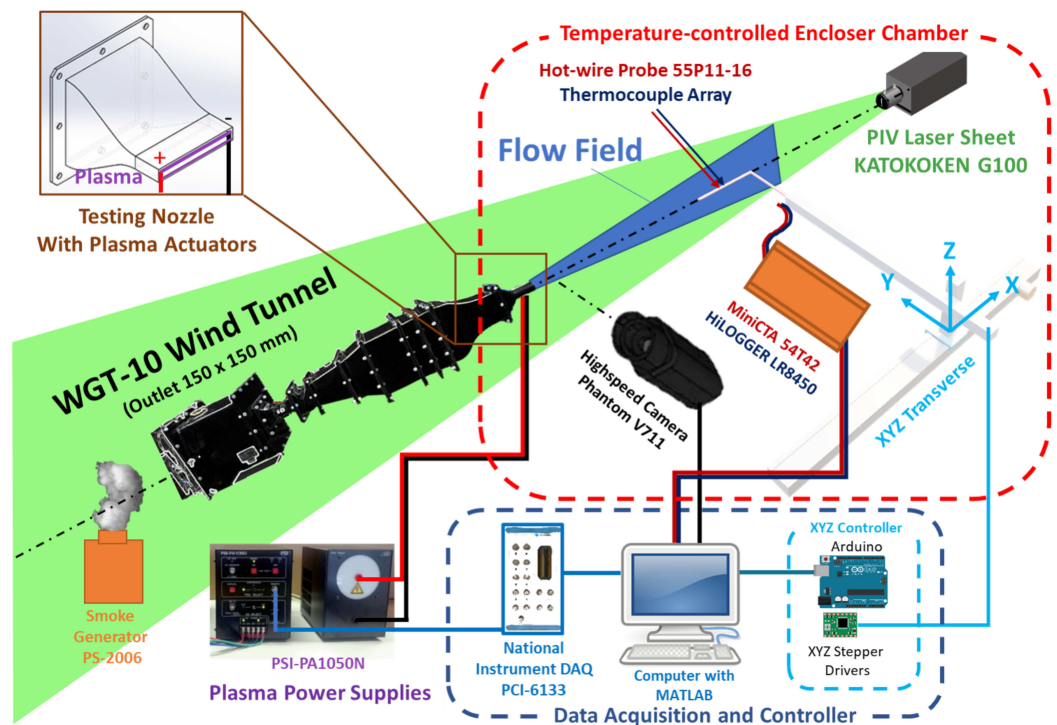 Temperature-controlled Encloser Chamber
Hot-wire Probe 55P11-16
Thermocouple Array
PIV Laser Sheet
KATOKOKEN G100
Flow Field
-
+
Plasma
Testing Nozzle
With Plasma Actuators
WGT-10 Wind Tunnel
(Outlet 150 x 150 mm)
Z
Y
X
MiniCTA 54T42
HiLOGGER LR8450
XYZ Transverse
Highspeed Camera
Phantom V711
Smoke
Generator
PS-2006
PSI-PA1050N
Plasma Power Supplies
National
Instrument DAQ
PCI-6133
Computer with
MATLAB
XYZ Controller
Arduino
XYZ Stepper
Drivers
Data Acquisition and Controller